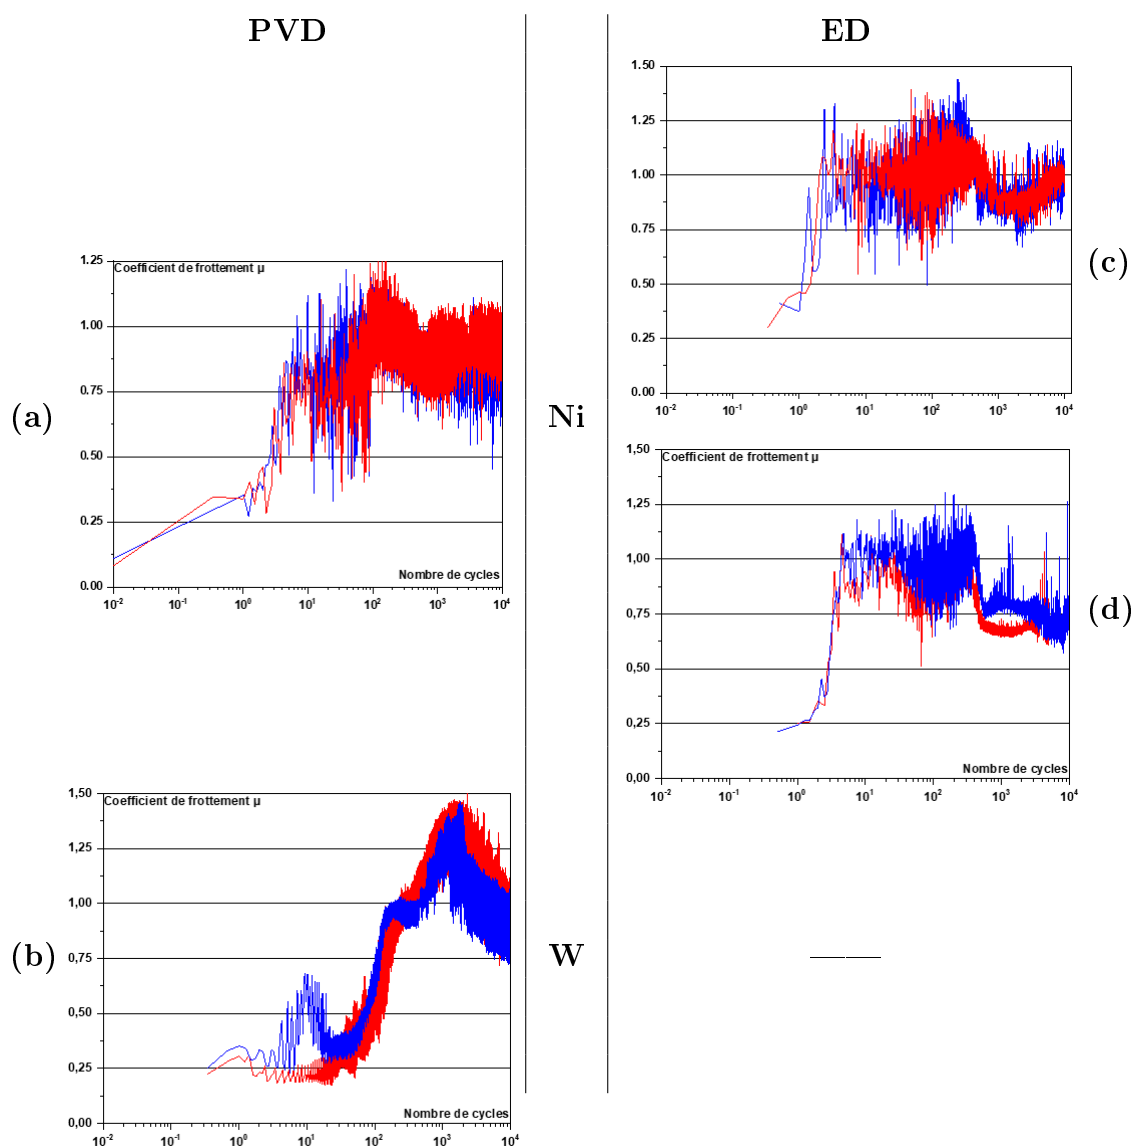 PVD
ED
1.50
1.25
1.00
0.75
0.50
0.25
0.00
10⁻² 10⁻¹ 10⁰ 10¹ 10² 10³ 10⁴
(c)
1.25
Coefficient de frottement µ
1.00
0.75
0.50
0.25
0.00
Nombre de cycles
10⁻² 10⁻¹ 10⁰ 10¹ 10² 10³ 10⁴
(a)
Ni
1,50
Coefficient de frottement µ
1,25
1,00
0,75
0,50
0,25
0,00
Nombre de cycles
10⁻² 10⁻¹ 10⁰ 10¹ 10² 10³ 10⁴
(d)
1,50
Coefficient de frottement µ
1,25
1,00
0,75
0,50
0,25
0,00
Nombre de cycles
10⁻² 10⁻¹ 10⁰ 10¹ 10² 10³ 10⁴
(b)
W